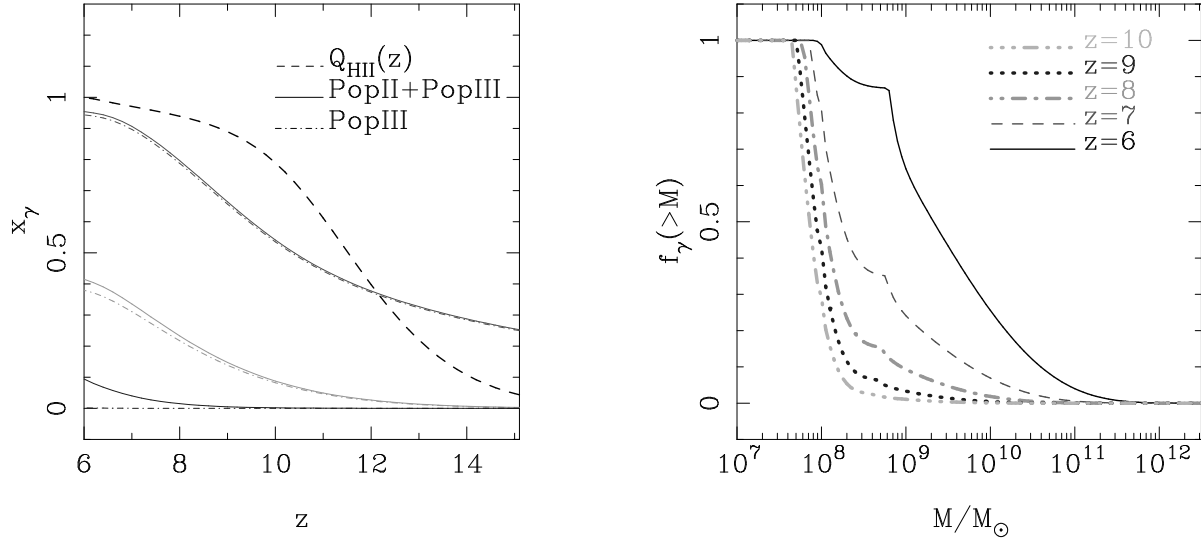 Q_HII(z)
PopII+PopIII
PopIII
1
0.5
0
x_γ
6 8 10 12 14
z
z=10
z=9
z=8
z=7
z=6
1
0.5
0
f_γ(>M)
10^7 10^8 10^9 10^10 10^11 10^12
M/M_⊙